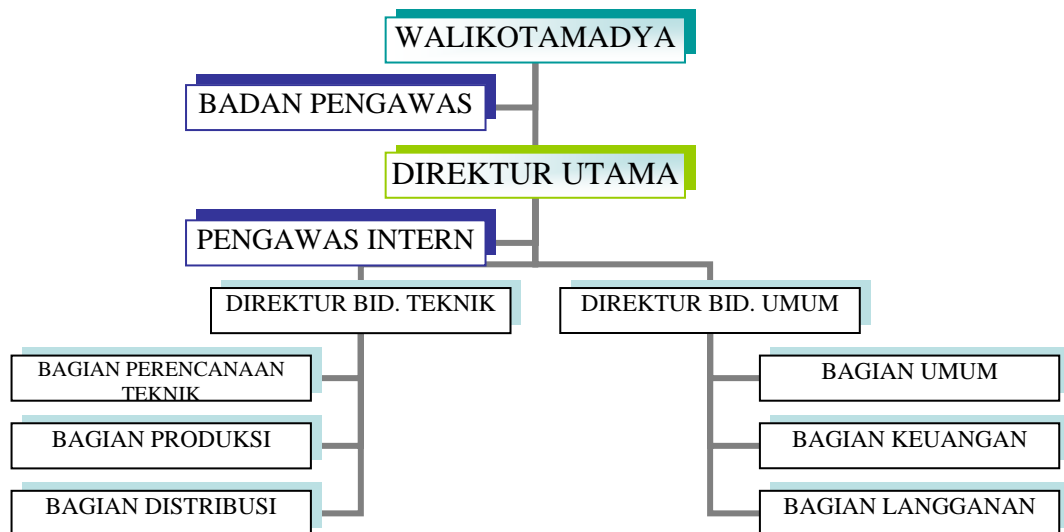 WALIKOTAMADYA
BADAN PENGAWAS
DIREKTUR UTAMA
PENGAWAS INTERN
DIREKTUR BID. TEKNIK
DIREKTUR BID. UMUM
BAGIAN PERENCANAAN
TEKNIK
BAGIAN UMUM
BAGIAN PRODUKSI
BAGIAN KEUANGAN
BAGIAN DISTRIBUSI
BAGIAN LANGGANAN